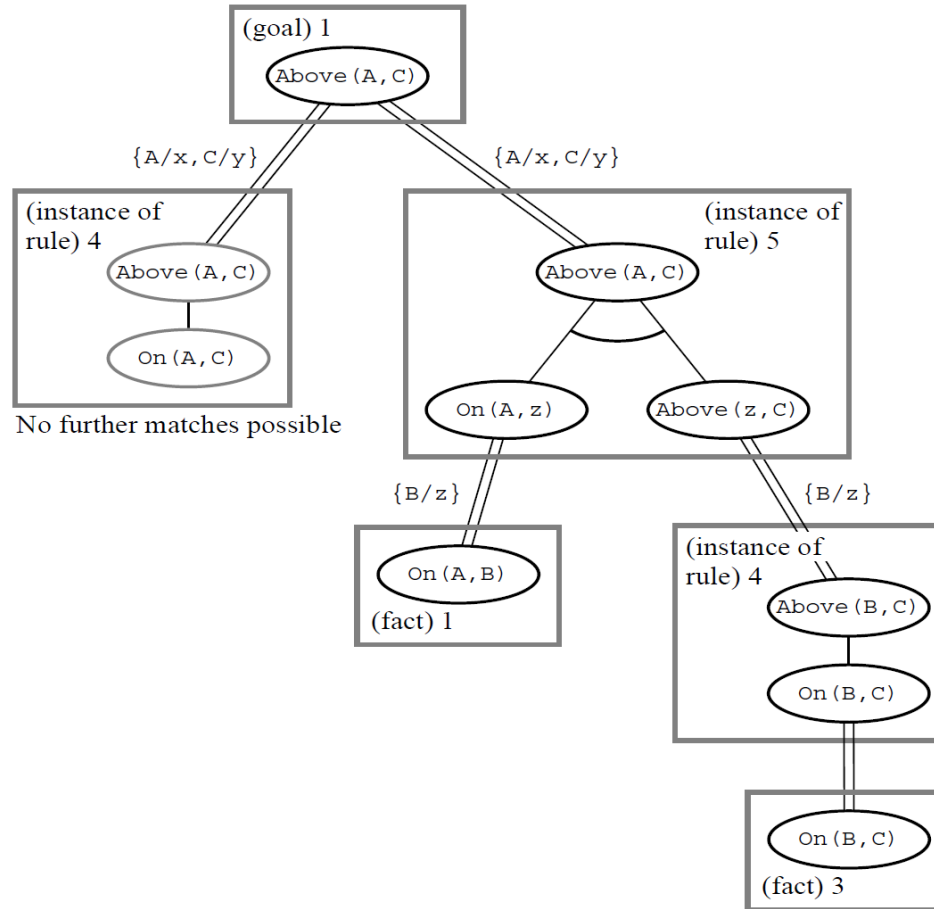 (goal) 1
Above(A,C)
{A/x,C/y}
{A/x,C/y}
(instance of
rule) 4
Above(A,C)
On(A,C)
No further matches possible
(instance of
rule) 5
Above(A,C)
On(A,z)
Above(z,C)
{B/z}
{B/z}
On(A,B)
(fact) 1
(instance of
rule) 4
Above(B,C)
On(B,C)
On(B,C)
(fact) 3